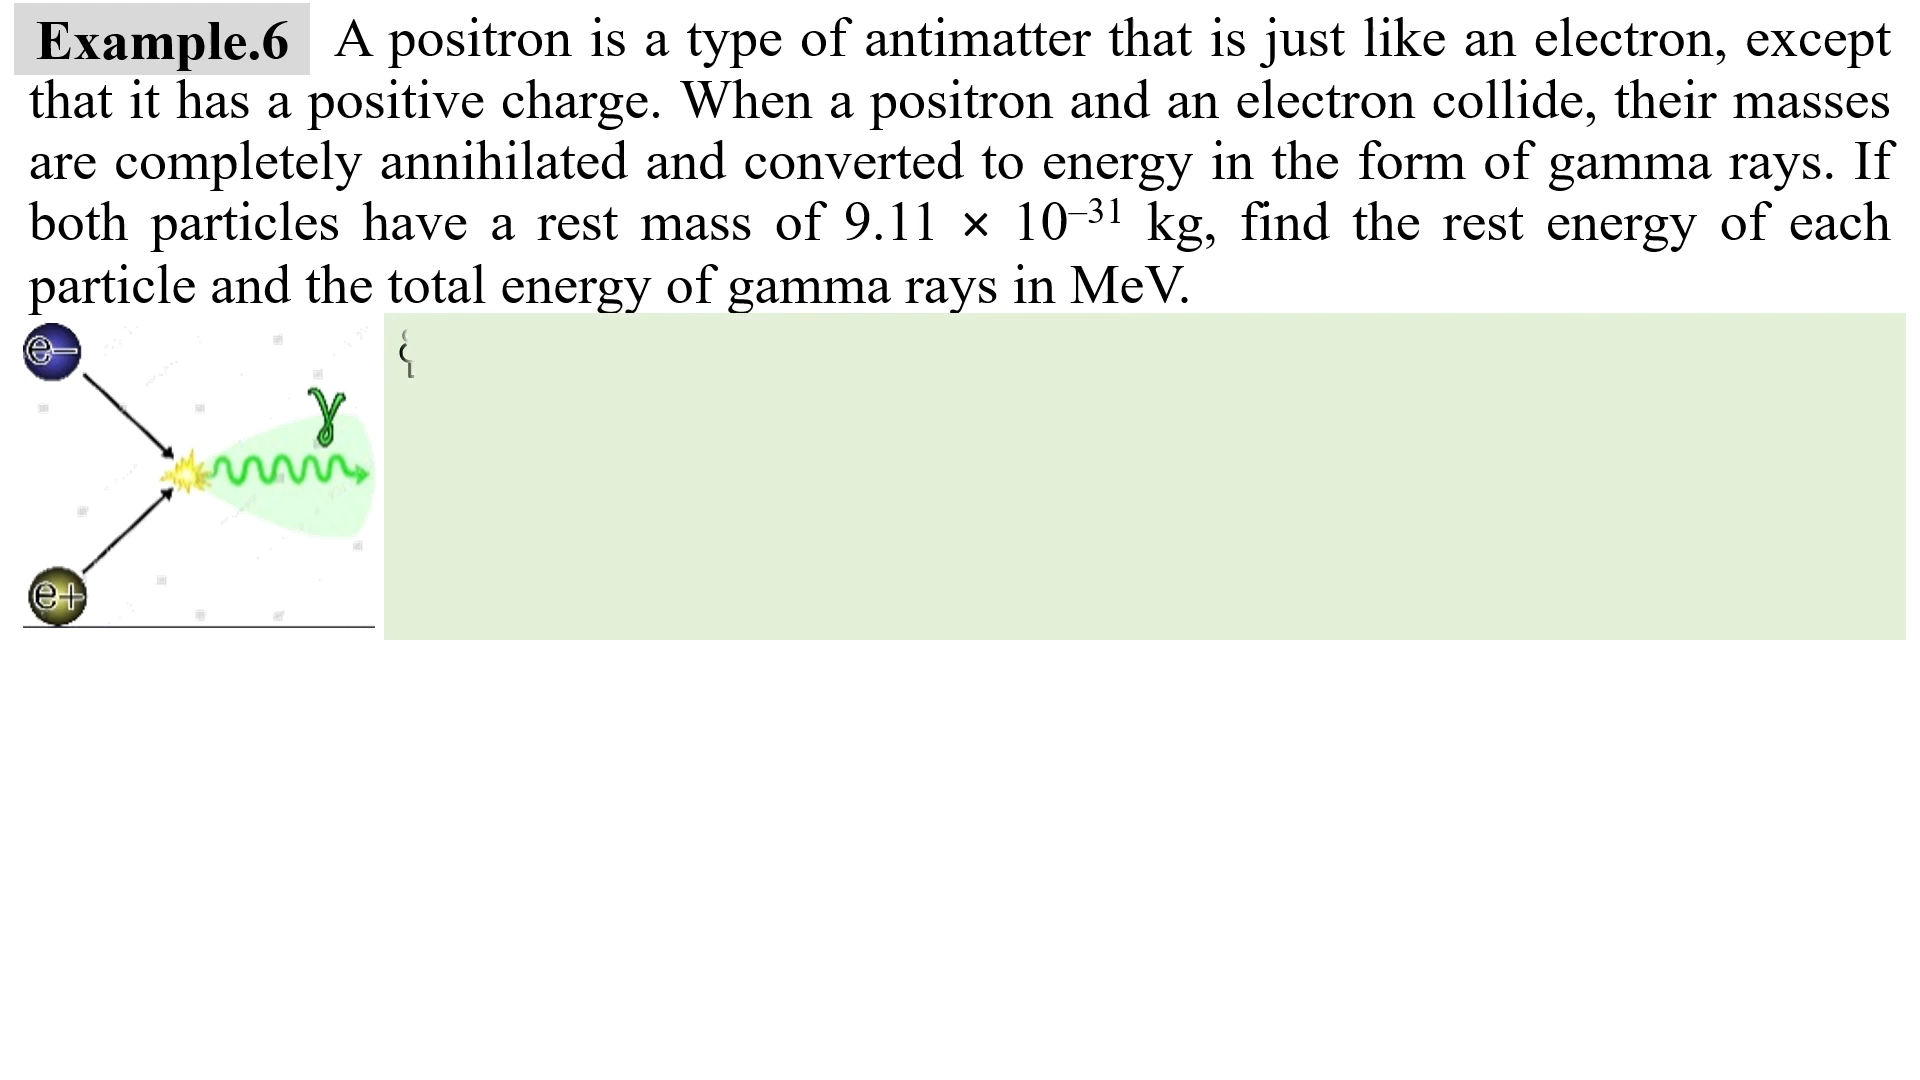 Example.6 A positron is a type of antimatter that is just like an electron, except
that it has a positive charge. When a positron and an electron collide, their masses
are completely annihilated and converted to energy in the form of gamma rays. If
both particles have a rest mass of 9.11 × 10⁻³¹ kg, find the rest energy of each
particle and the total energy of gamma rays in MeV.
e−
γ
e+